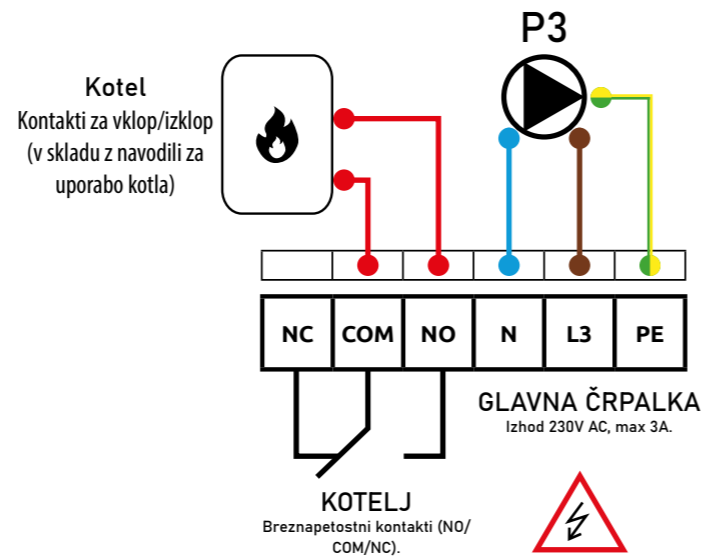 P3
Kotel
Kontakti za vklop/izklop
(v skladu z navodili za
uporabo kotla)
NC COM NO N L3 PE
GLAVNA ČRPALKA
Izhod 230V AC, max 3A.
KOTELJ
Breznapetostni kontakti (NO/
COM/NC).